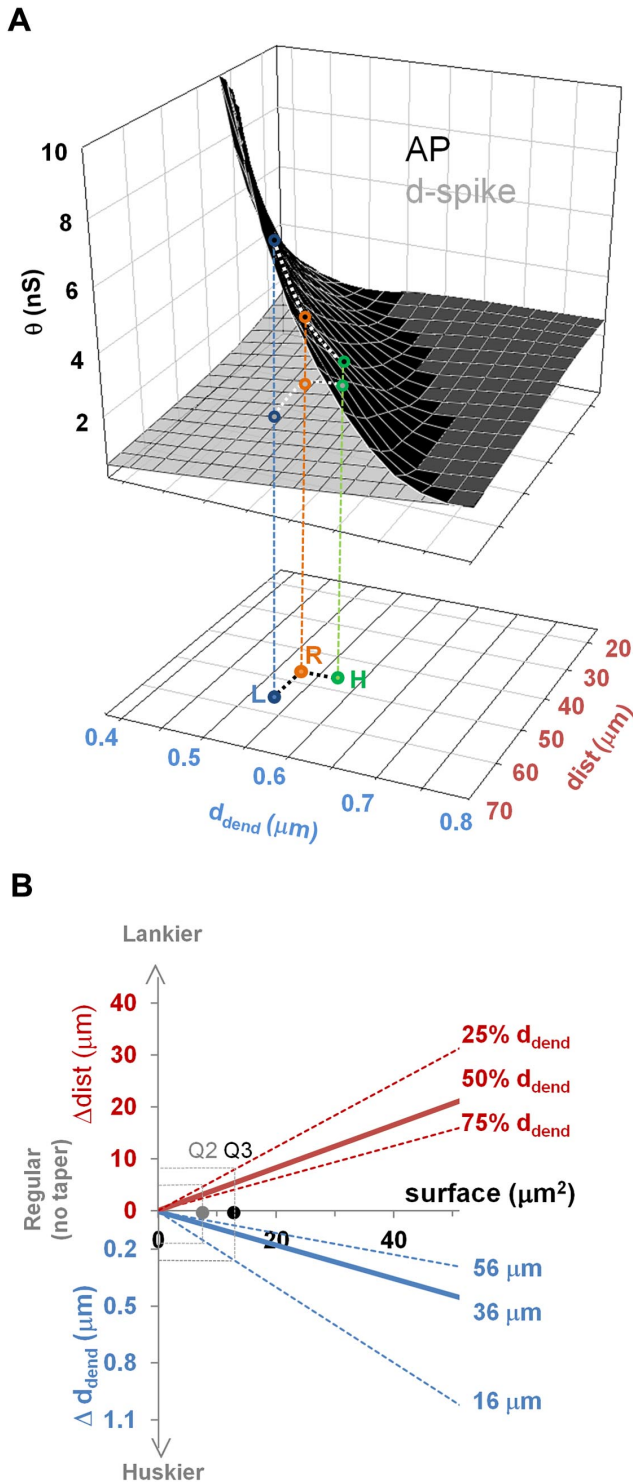 A
10
8
6
4
2
θ (nS)
AP
d-spike
R
L
H
20
30
40
50
60
70
dist (μm)
0.4
0.5
0.6
0.7
0.8
d_dend (μm)
B
Lankier
40
30
20
10
0
Δdist (μm)
25% d_dend
50% d_dend
75% d_dend
Q2
Q3
Regular
(no taper)
surface (μm²)
0
20
40
0.2
0.5
0.8
1.1
Δ d_dend (μm)
56 μm
36 μm
16 μm
Huskier